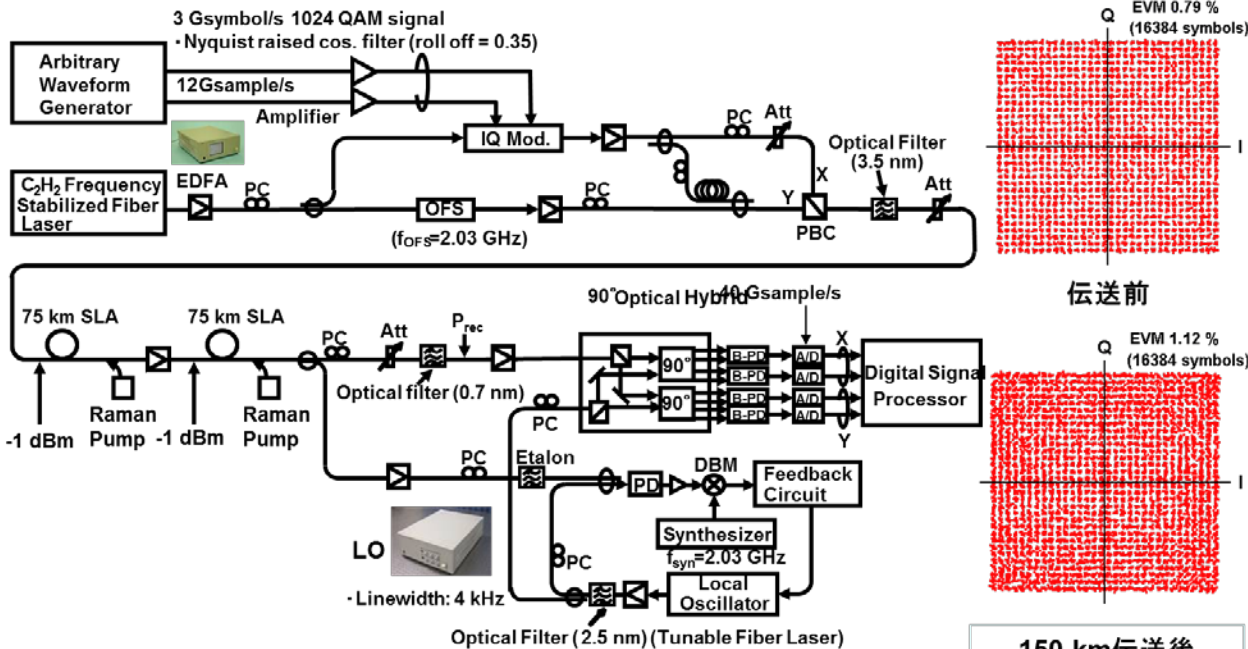 3 Gsymbol/s 1024 QAM signal
・Nyquist raised cos. filter (roll off = 0.35)
Arbitrary
Waveform
Generator
12Gsample/s
Amplifier
IQ Mod.
PC
Att
Optical Filter
(3.5 nm)
Att
X
Y
PBC
C₂H₂ Frequency
Stabilized Fiber
Laser
EDFA
PC
OFS
(fOFS=2.03 GHz)
PC
Q
EVM 0.79 %
(16384 symbols)
I
伝送前
75 km SLA
75 km SLA
-1 dBm
Raman
Pump
-1 dBm
Raman
Pump
PC
Att
Prec
Optical filter (0.7 nm)
90°Optical Hybrid
40 Gsample/s
90°
90°
B-PD
B-PD
B-PD
B-PD
A/D
A/D
A/D
A/D
X
Y
Digital Signal
Processor
PC
PC
Etalon
PD
DBM
Feedback
Circuit
Synthesizer
fsyn=2.03 GHz
LO
・Linewidth: 4 kHz
PC
Local
Oscillator
Optical Filter (2.5 nm)
(Tunable Fiber Laser)
Q
EVM 1.12 %
(16384 symbols)
I
150 km伝送後